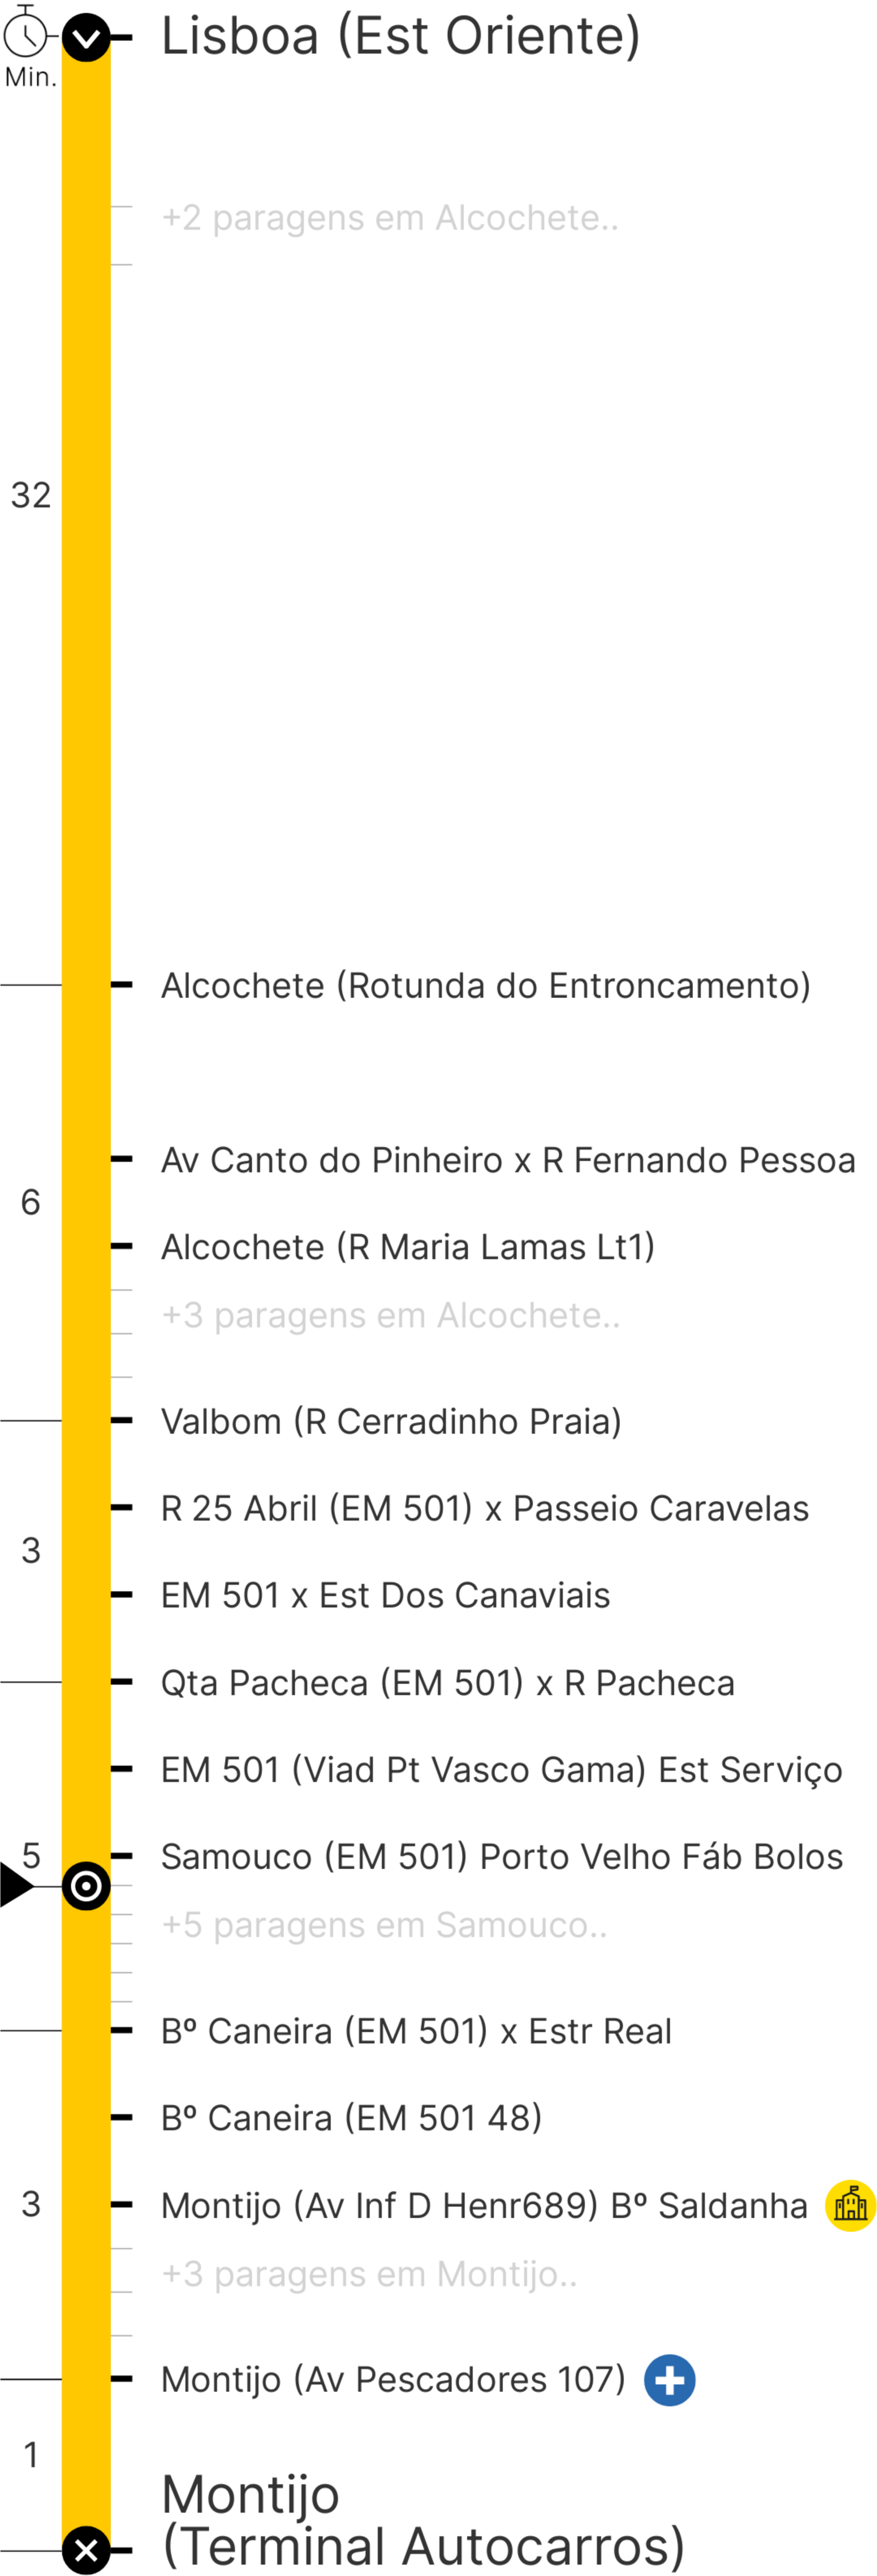 Lisboa (Est Oriente)
Min.
+2 paragens em Alcochete..
32
Alcochete (Rotunda do Entroncamento)
Av Canto do Pinheiro x R Fernando Pessoa
6
Alcochete (R Maria Lamas Lt1)
+3 paragens em Alcochete..
Valbom (R Cerradinho Praia)
R 25 Abril (EM 501) x Passeio Caravelas
3
EM 501 x Est Dos Canaviais
Qta Pacheca (EM 501) x R Pacheca
EM 501 (Viad Pt Vasco Gama) Est Serviço
5
Samouco (EM 501) Porto Velho Fáb Bolos
+5 paragens em Samouco..
Bº Caneira (EM 501) x Estr Real
Bº Caneira (EM 501 48)
3
Montijo (Av Inf D Henr689) Bº Saldanha
+3 paragens em Montijo..
Montijo (Av Pescadores 107)
1
Montijo
(Terminal Autocarros)